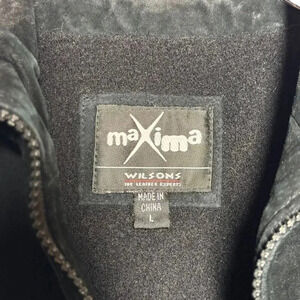 maXima
WILSONS
THE LEATHER EXPERTS
MADE IN
CHINA
L